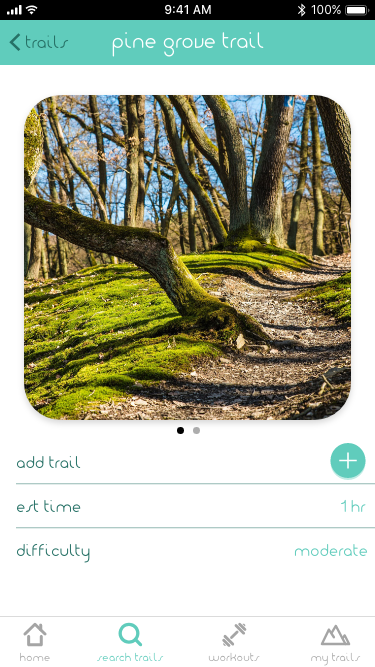 9:41 AM 100%
trails pine grove trail
add trail
est time 1 hr
difficulty moderate
home search trails workouts my trails